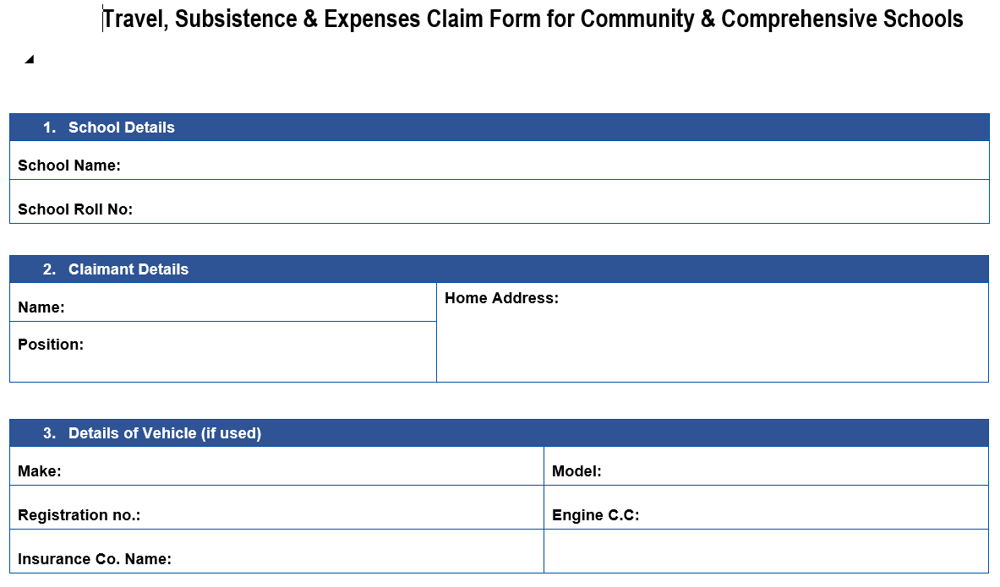 Travel, Subsistence & Expenses Claim Form for Community & Comprehensive Schools
1. School Details
School Name:
School Roll No:
2. Claimant Details
Name:
Home Address:
Position:
3. Details of Vehicle (if used)
Make:
Model:
Registration no.:
Engine C.C:
Insurance Co. Name: